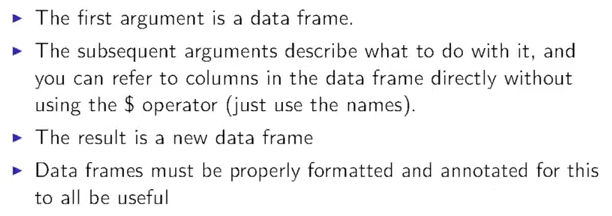 The first argument is a data frame.
The subsequent arguments describe what to do with it, and
you can refer to columns in the data frame directly without
using the $ operator (just use the names).
The result is a new data frame
Data frames must be properly formatted and annotated for this
to all be useful